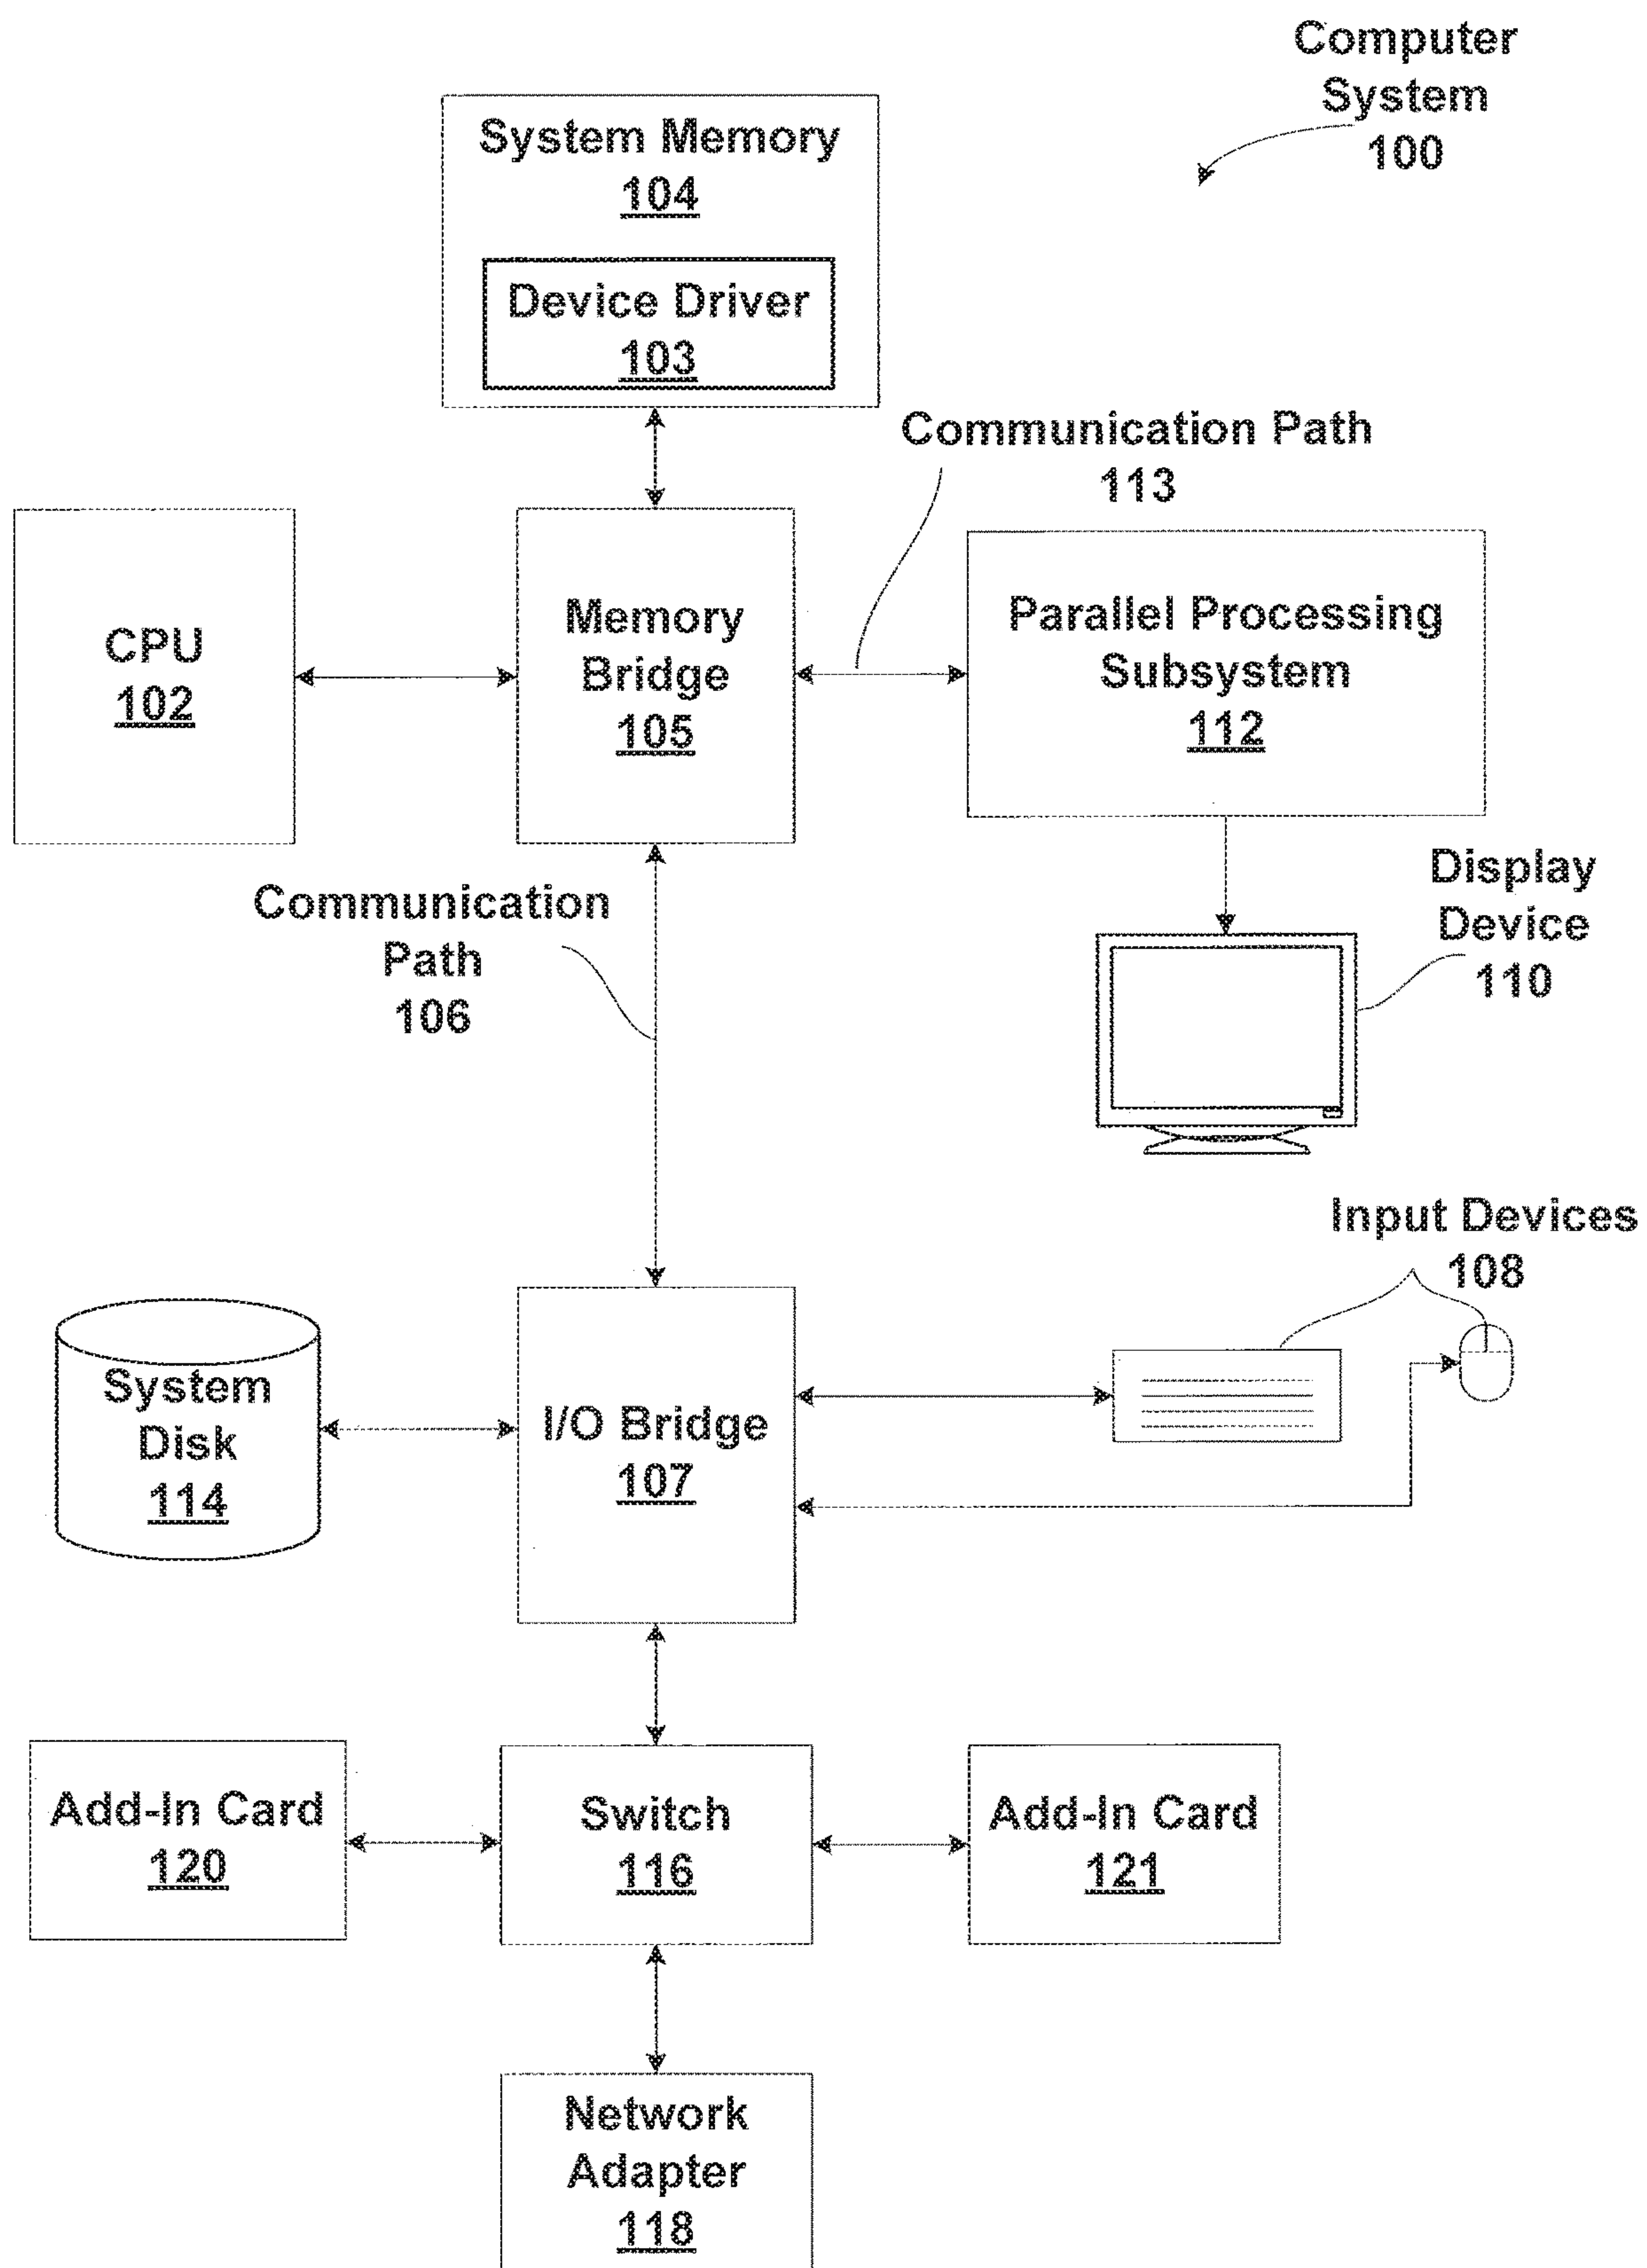 Computer
System
100
System Memory
104
Device Driver
103
Communication Path
113
CPU
102
Memory
Bridge
105
Parallel Processing
Subsystem
112
Communication
Path
106
Display
Device
110
Input Devices
108
System
Disk
114
I/O Bridge
107
Add-In Card
120
Switch
116
Add-In Card
121
Network
Adapter
118